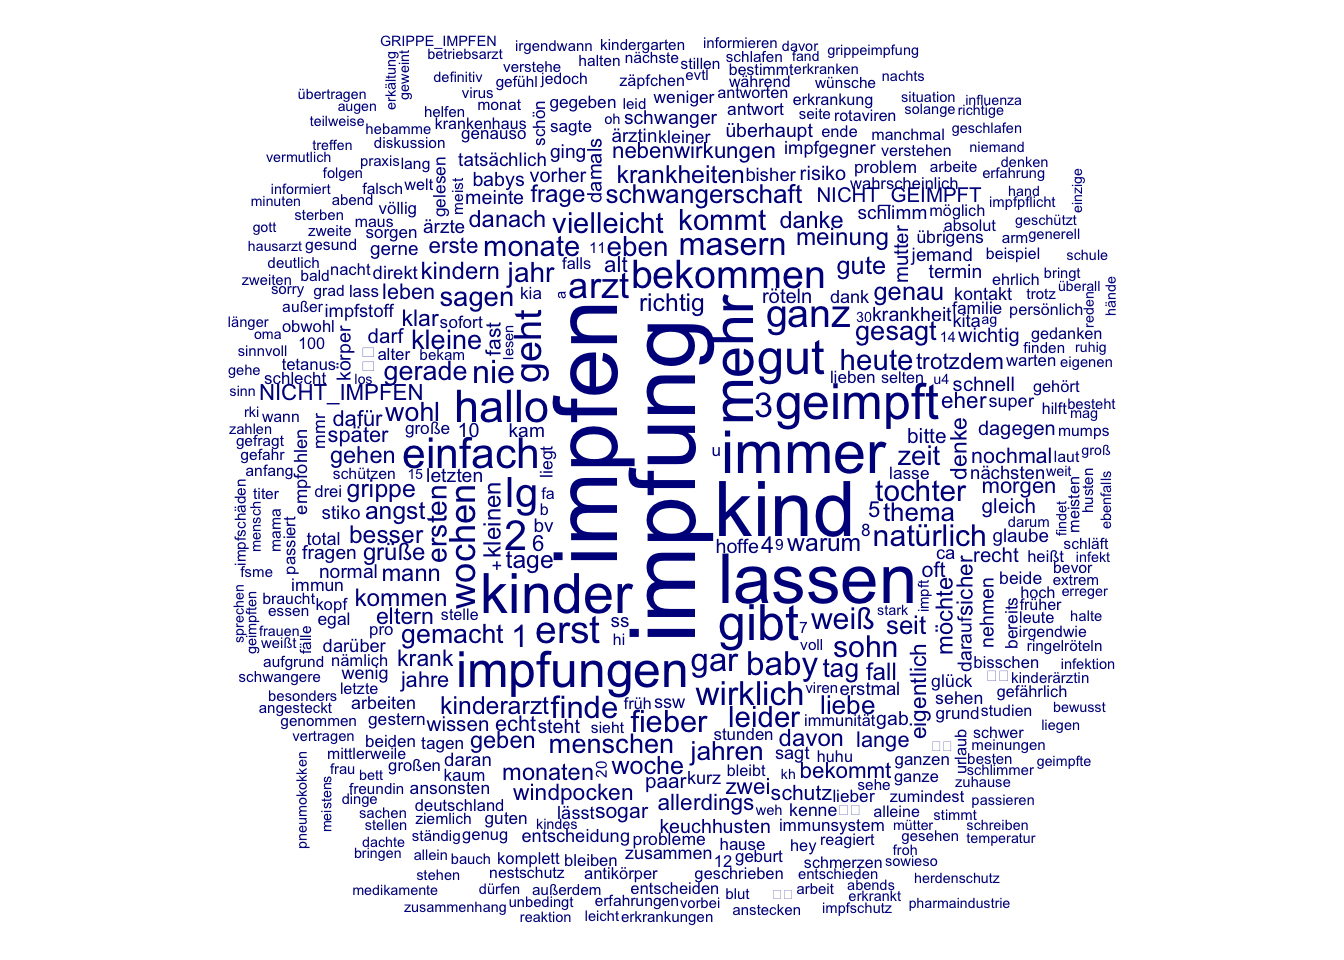 GRIPPE_IMPFEN
irgendwann kindergarten informieren davor
betriebsarzt
erkältung
geweint
verstehe halten nächste stillen schlafen fand grippeimpfung
definitiv gefühl jedoch zäpfchen evtl bestimmt erkranken
während wünsche nachts
übertragen virus monat gegeben leid weniger antworten erkrankung situation influenza
augen helfen schön oh schwanger antwort seite rotaviren solange richtige
teilweise hebamme krankenhaus genauso sagte ärztin kleiner überhaupt ende manchmal geschlafen
treffen diskussion tatsächlich ging damals nebenwirkungen impfgegner verstehen niemand
vermutlich praxis lang babys vorher krankheiten bisher risiko problem arbeite denken
folgen gelesen meist wahrscheinlich erfahrung
informiert falsch welt meinte frage schwangerschaft NICHT_GEIMPFT hand impfpflicht einzige
minuten abend völlig
sterben maus ärzte danach vielleicht kommt danke schlimm möglich absolut geschützt
gott zweite sorgen
hausarzt gesund gerne erste monate 11 eben masern meinung mutter übrigens arm generell
deutlich jemand beispiel schule
zweiten bald nacht direkt kindern jahr falls alt bekommen gute termin ehrlich bringt
sorry grad lass leben sagen kia a arzt richtig röteln dank genau kontakt trotz überall
außer impfstoff klar sofort fast lesen ganz 30 krankheit familie persönlich reden hände
länger obwohl darf kleine geht mehr gesagt kita ag
oma 100 körper 14 wichtig gedanken
sinnvoll alter bekam gut heute trotzdem warten finden ruhig
gehe tetanus gerade nie lieben selten u4 schnell gehört eigenen
schlecht los
sinn NICHT_IMPFEN hallo impfen impfung 3 geimpft eher super hilft besteht
rki wann dafür wohl mag
zahlen mmr später große 10 kam bitte denke dagegen mumps
gefragt gehen einfach liegt u immer zeit nochmal laut groß
gefahr empfohlen
anfang schützen 15 letzten lasse nächsten weit
impfschäden titer drei grippe ersten wochen lg fa kind tochter morgen meisten husten ebenfalls
mensch stiko angst kleinen b 5 thema gleich findet
mama passiert total besser 2 bv 8 natürlich glaube darum
fragen grüße 6 hoffe 4 9 warum schläft
fsme normal mann + tage ca recht heißt infekt
immun oft beide bevor
sprechen geimpften braucht kommen kinder lassen impft möchte daraus sicher nehmen hoch extrem
essen kopf früher erreger
egal eltern stelle ss gibt 7 weiß stark seit bereits leute halte
frauen fälle pro gemacht 1 erst hi voll sohn irgendwie
weißt darüber ringelröteln
aufgrund nämlich krank impfungen gar baby tag fall eigentlich bisschen infektion
schwangere wenig jahre glück kinderärztin
besonders letzte wirklich viren erstmal sehen gefährlich
angesteckt arbeiten kinderarzt finde früh ssw liebe grund studien bewusst
genommen gestern wissen echt steht sieht fieber leider immunität gab. liegen
vertragen beiden tagen geben menschen stunden davon lange urlaub schwer meinungen
mittlerweile daran jahren sagt huhu ganzen besten geimpfte
frau bett großen kaum monaten 20 woche bleibt kh bekommt ganze schlimmer
pneumokokken meistens freundin ansonsten paar kurz zwei sehe zuhause
dinge deutschland windpocken schutz lieber zumindest passieren
sachen ziemlich guten lässt sogar allerdings weh kenne alleine stimmt
stellen kindes keuchhusten immunsystem mütter schreiben
dachte ständig genug entscheidung probleme hause hey reagiert gesehen temperatur
bringen allein bauch komplett bleiben zusammen 12 geburt schmerzen sowieso froh
stehen nestschutz antikörper geschrieben entschieden herdenschutz
medikamente dürfen außerdem entscheiden blut arbeit abends
zusammenhang unbedingt erfahrungen vorbei erkrankt pharmaindustrie
reaktion leicht erkrankungen anstecken impfschutz